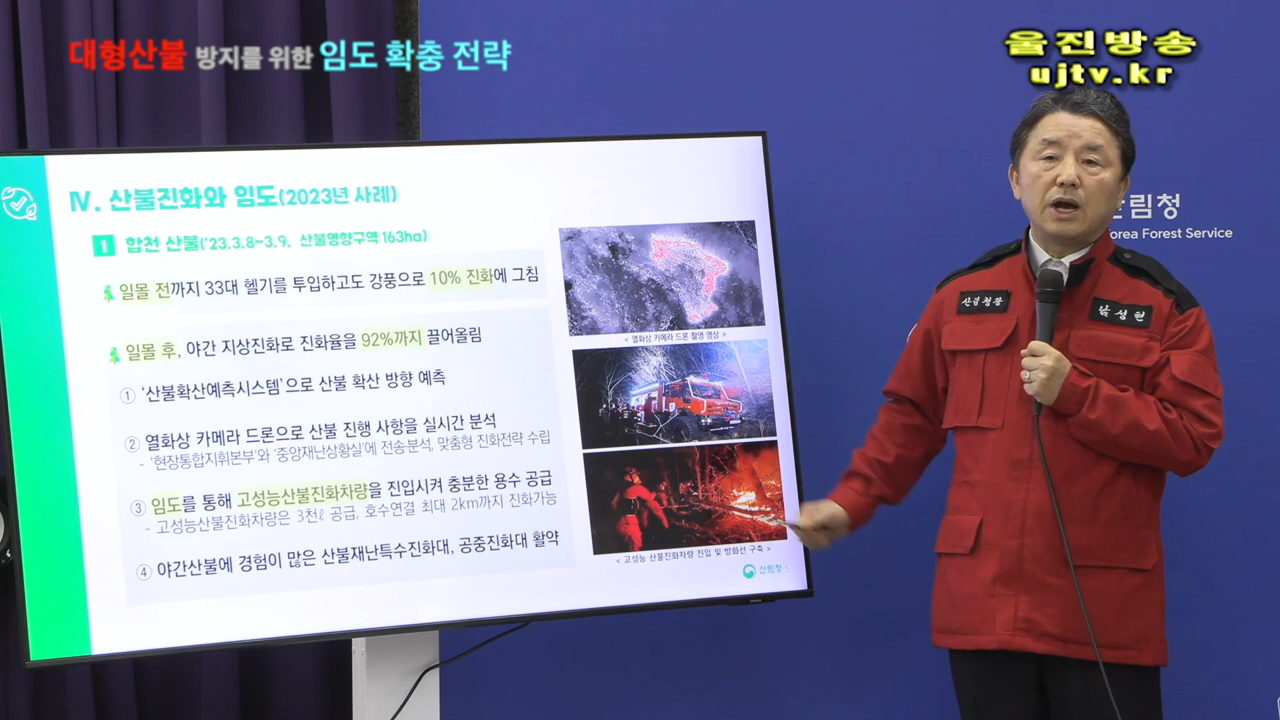 대형산불 방지를 위한 임도 확충 전략
울진방송
ujtv.kr
Ⅳ. 산불진화와 임도(2023년 사례)
1 합천 산불('23.3.8~3.9, 산불영향구역 163ha)
일몰 전까지 33대 헬기를 투입하고도 강풍으로 10% 진화에 그침
일몰 후, 야간 지상진화로 진화율을 92%까지 끌어올림
① '산불확산예측시스템'으로 산불 확산 방향 예측
② 열화상 카메라 드론으로 산불 진행 사항을 실시간 분석
- '현장통합지휘본부'와 '중앙재난상황실'에 전송분석, 맞춤형 진화전략 수립
③ 임도를 통해 고성능산불진화차량을 진입시켜 충분한 용수 공급
- 고성능산불진화차량은 3천ℓ 공급, 호수연결 최대 2km까지 진화가능
④ 야간산불에 경험이 많은 산불재난특수진화대, 공중진화대 활약
< 열화상 카메라 드론 촬영 영상 >
< 고성능 산불진화차량 진입 및 방화선 구축 >
산림청 5
산림청장
남성현
림청
orea Forest Service